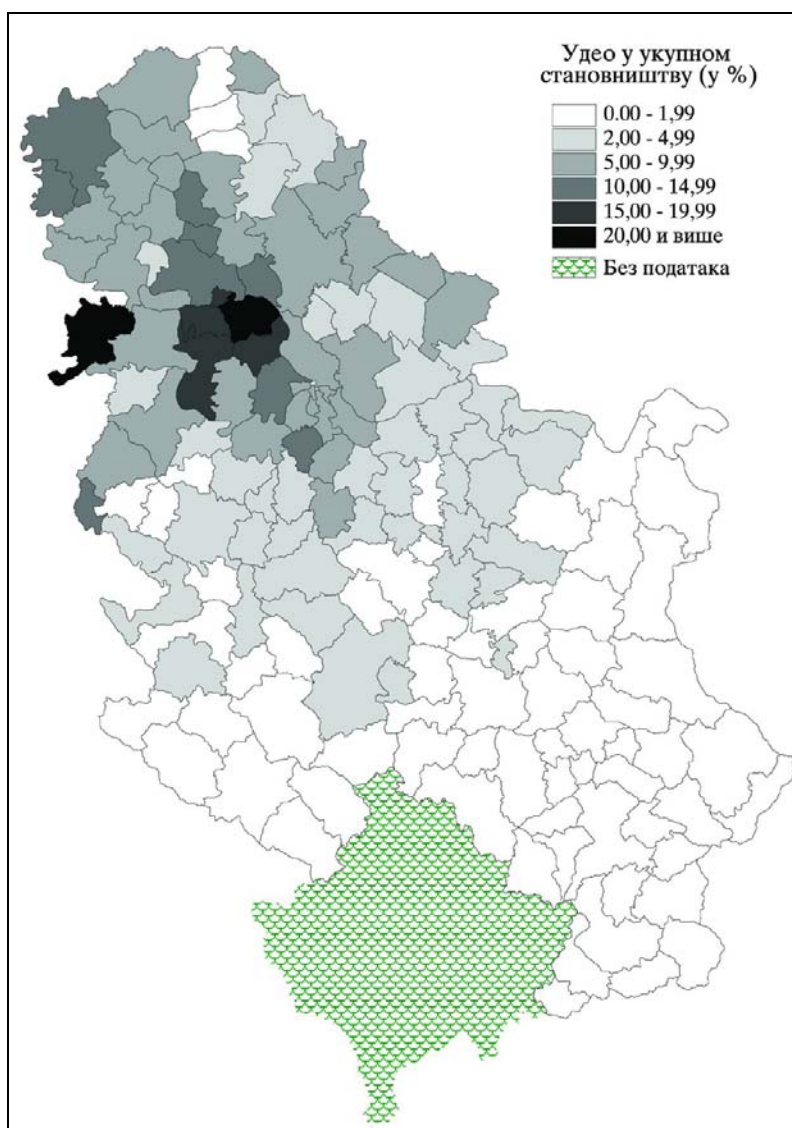 Удео у укупном
становништву (у %)
0.00 - 1,99
2,00 - 4,99
5,00 - 9,99
10,00 - 14,99
15,00 - 19,99
20,00 и више
Без података